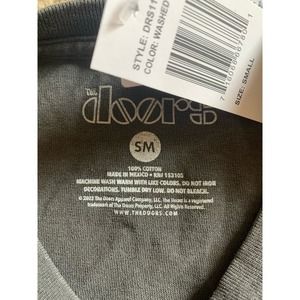 STYLE: DRS11
COLOR: WASHED
SIZE: SMALL
THE
doors
SM
100% COTTON
MADE IN MEXICO • RN# 153105
MACHINE WASH WARM WITH LIKE COLORS. DO NOT IRON
DECORATIONS. TUMBLE DRY LOW. DO NOT BLEACH.
© 2022 The Doors Apparel Company, LLC. The Doors is a registered
trademark of The Doors Property, LLC. All Rights Reserved.
WWW.THEDOORS.COM